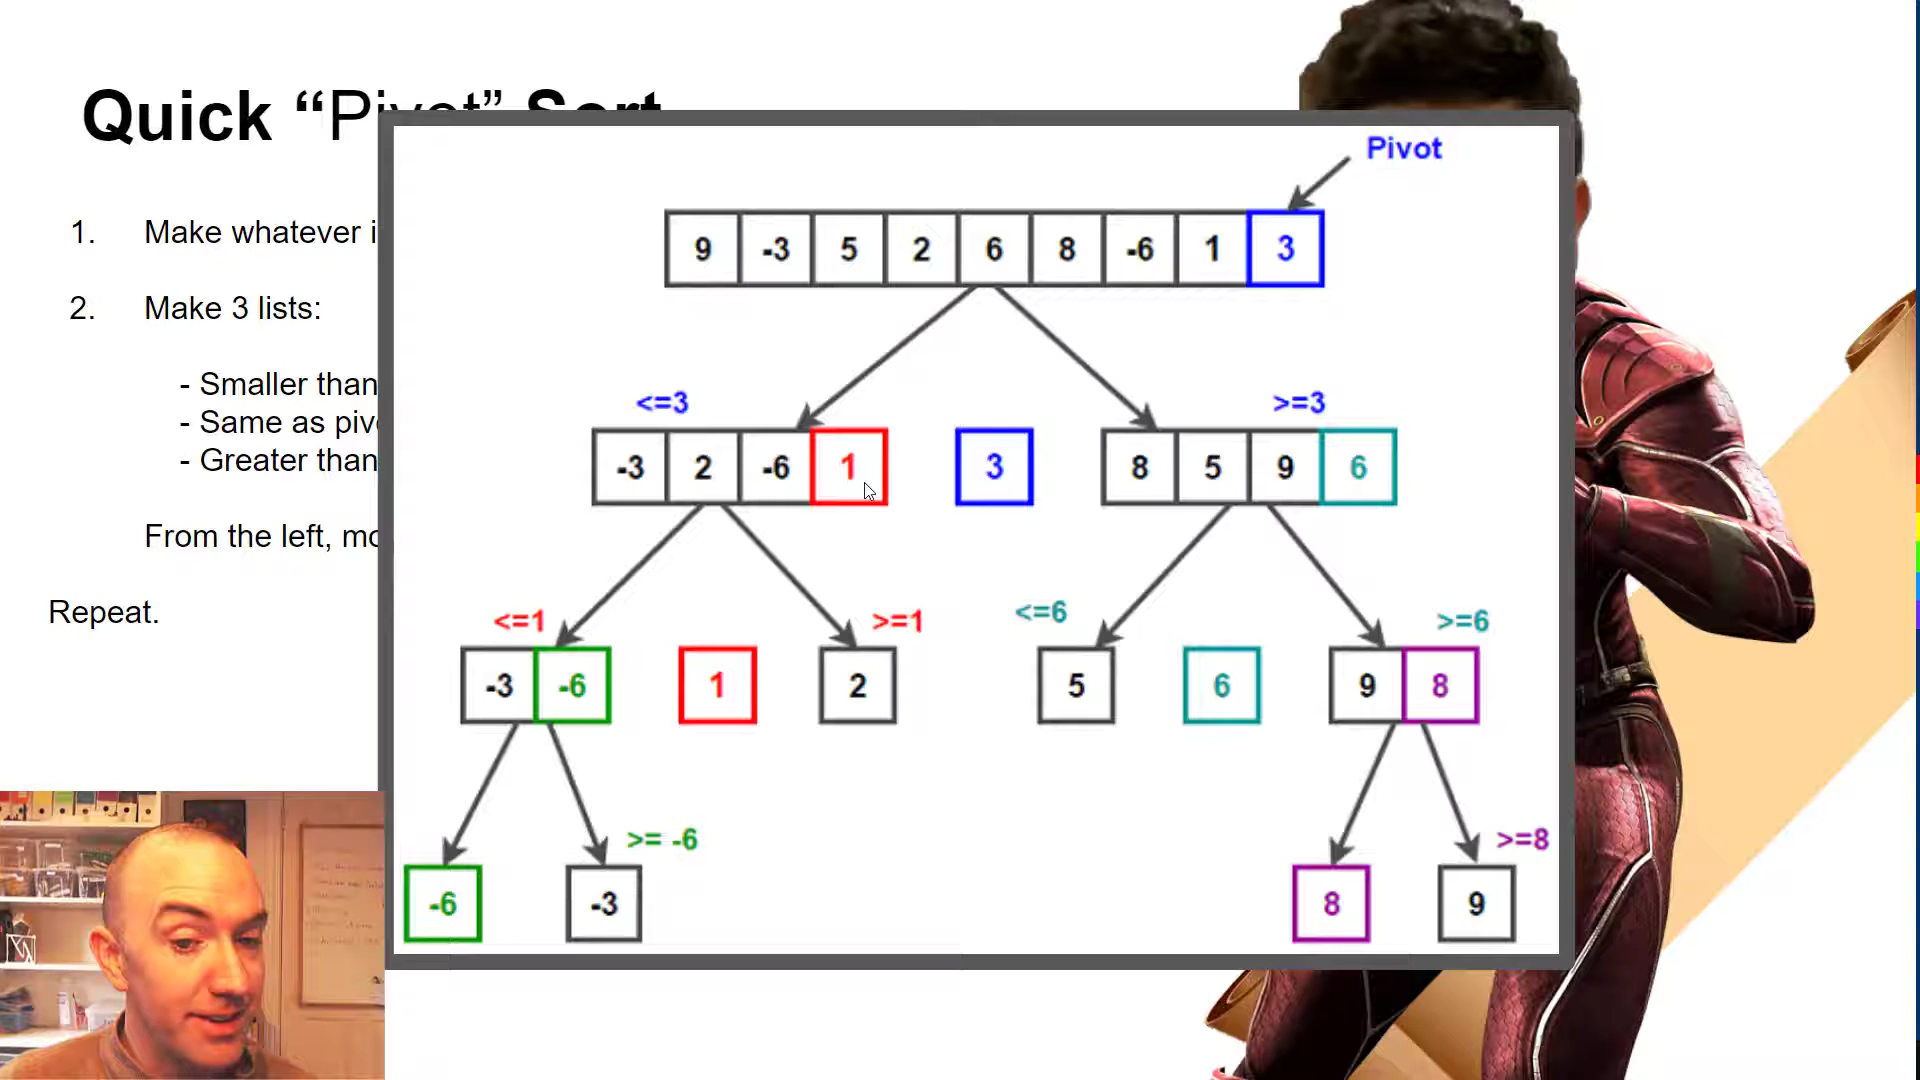 Quick “Pivot” Sort
1. Make whatever i
2. Make 3 lists:
- Smaller than
- Same as piv
- Greater than
From the left, mo
Repeat.
Pivot
9 -3 5 2 6 8 -6 1 3
<=3 >=3
-3 2 -6 1 3 8 5 9 6
<=1 >=1 <=6 >=6
-3 -6 1 2 5 6 9 8
>= -6 >=8
-6 -3 8 9